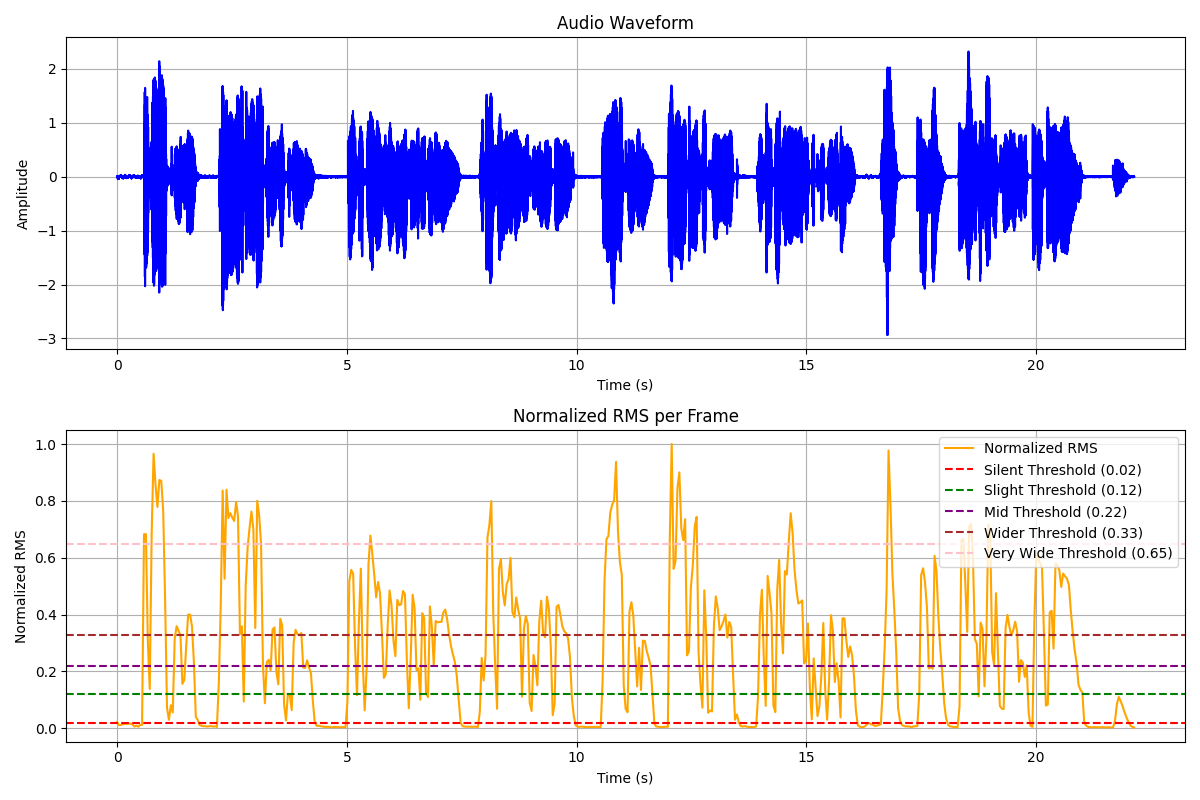 Audio Waveform
2
1
0
−1
−2
−3
Amplitude
0 5 10 15 20
Time (s)
Normalized RMS per Frame
1.0
0.8
0.6
0.4
0.2
0.0
Normalized RMS
Normalized RMS
Silent Threshold (0.02)
Slight Threshold (0.12)
Mid Threshold (0.22)
Wider Threshold (0.33)
Very Wide Threshold (0.65)
0 5 10 15 20
Time (s)